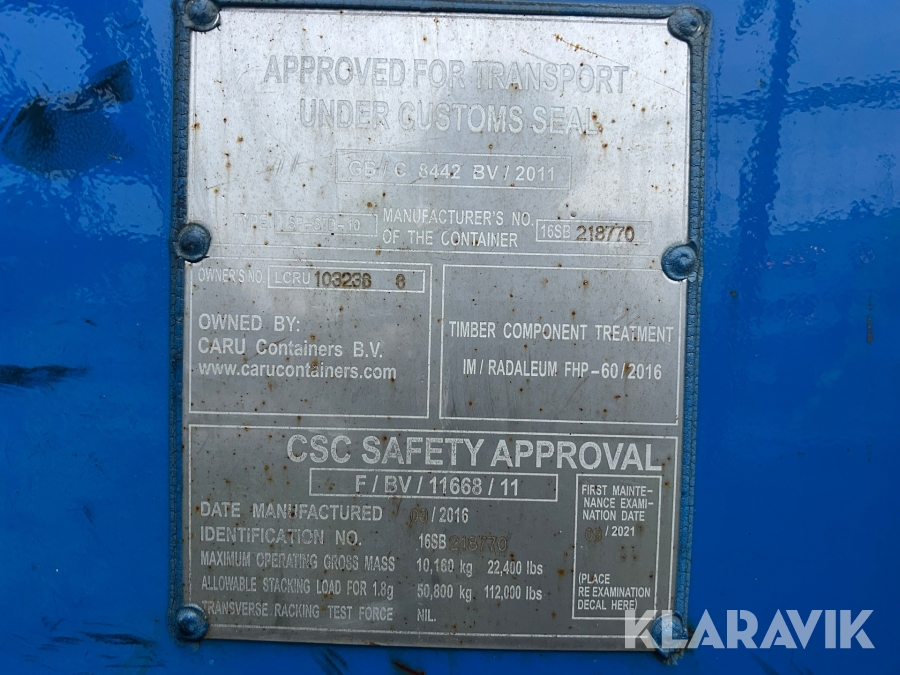 APPROVED FOR TRANSPORT
UNDER CUSTOMS SEAL
GB / C 8442 BV / 2011
TYPE
MANUFACTURER'S NO.
OF THE CONTAINER
16SB 218770
OWNER'S NO. LCRU 103236 6
OWNED BY:
CARU Containers B.V.
www.carucontainers.com
TIMBER COMPONENT TREATMENT
IM / RADALEUM FHP-60 / 2016
CSC SAFETY APPROVAL
F / BV / 11668 / 11
DATE MANUFACTURED / 2016
IDENTIFICATION NO. 16SB 218770
MAXIMUM OPERATING GROSS MASS 10,160 kg 22,400 lbs
ALLOWABLE STACKING LOAD FOR 1.8g 50,800 kg 112,000 lbs
TRANSVERSE RACKING TEST FORCE NIL.
FIRST MAINTE-
NANCE EXAMI-
NATION DATE
/ 2021
(PLACE
RE EXAMINATION
DECAL HERE)
KLARAVIK